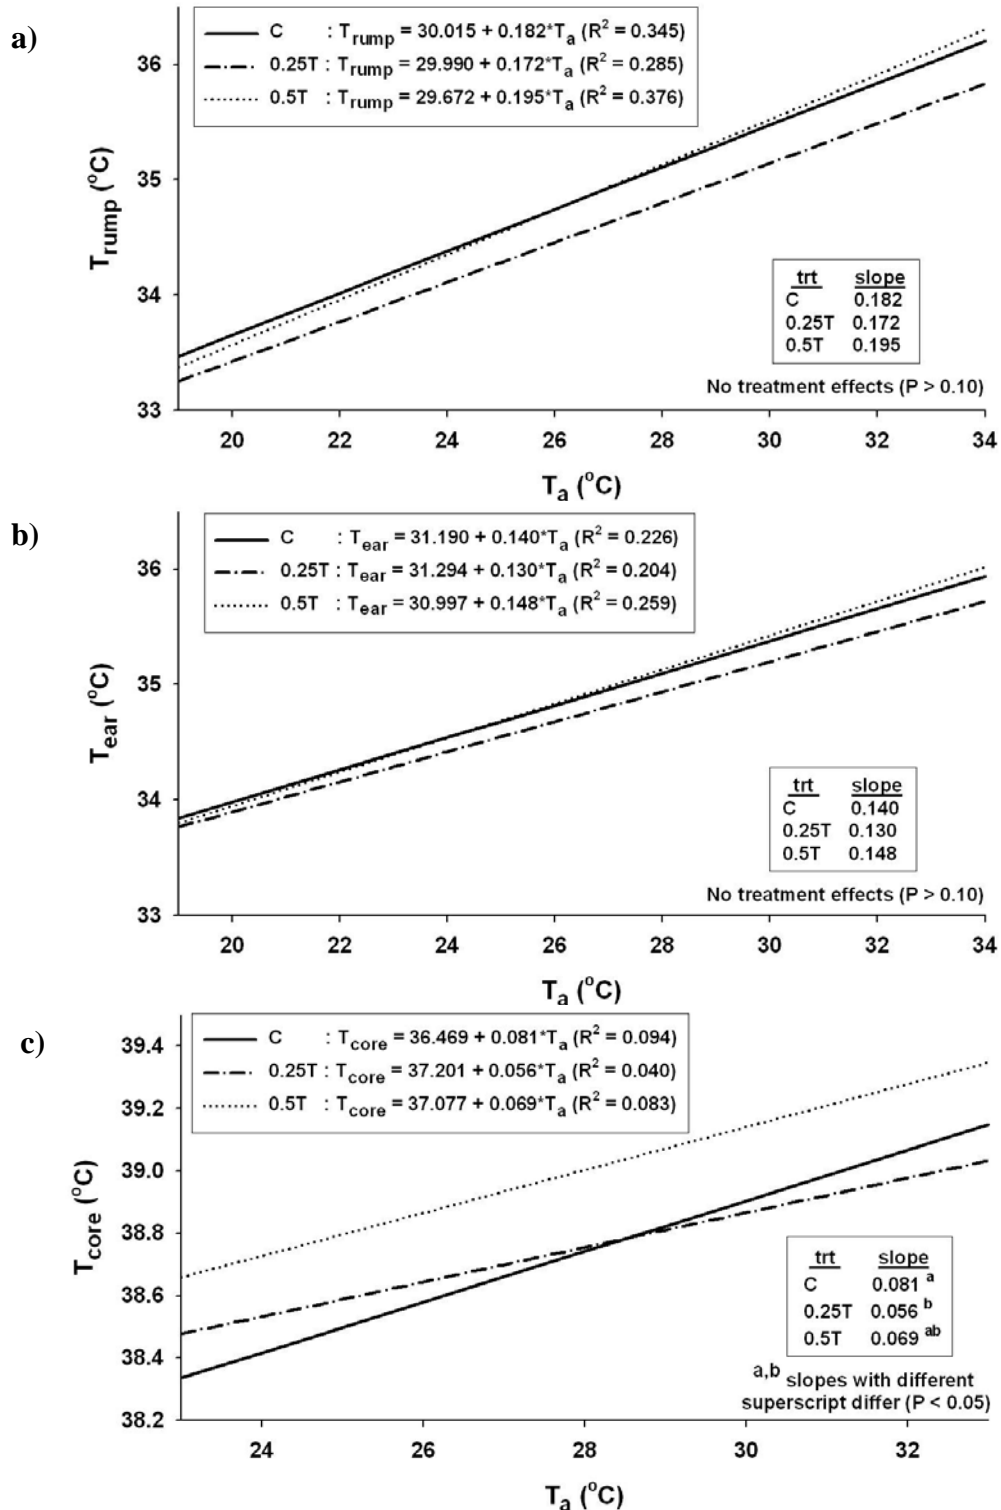 a)
C : T_rump = 30.015 + 0.182*T_a (R² = 0.345)
0.25T : T_rump = 29.990 + 0.172*T_a (R² = 0.285)
0.5T : T_rump = 29.672 + 0.195*T_a (R² = 0.376)
36
35
34
33
T_rump (°C)
trt slope
C 0.182
0.25T 0.172
0.5T 0.195
No treatment effects (P > 0.10)
20 22 24 26 28 30 32 34
T_a (°C)
b)
C : T_ear = 31.190 + 0.140*T_a (R² = 0.226)
0.25T : T_ear = 31.294 + 0.130*T_a (R² = 0.204)
0.5T : T_ear = 30.997 + 0.148*T_a (R² = 0.259)
36
35
34
33
T_ear (°C)
trt slope
C 0.140
0.25T 0.130
0.5T 0.148
No treatment effects (P > 0.10)
20 22 24 26 28 30 32 34
T_a (°C)
c)
C : T_core = 36.469 + 0.081*T_a (R² = 0.094)
0.25T : T_core = 37.201 + 0.056*T_a (R² = 0.040)
0.5T : T_core = 37.077 + 0.069*T_a (R² = 0.083)
39.4
39.2
39.0
38.8
38.6
38.4
38.2
T_core (°C)
trt slope
C 0.081 a
0.25T 0.056 b
0.5T 0.069 ab
a,b slopes with different
superscript differ (P < 0.05)
24 26 28 30 32
T_a (°C)